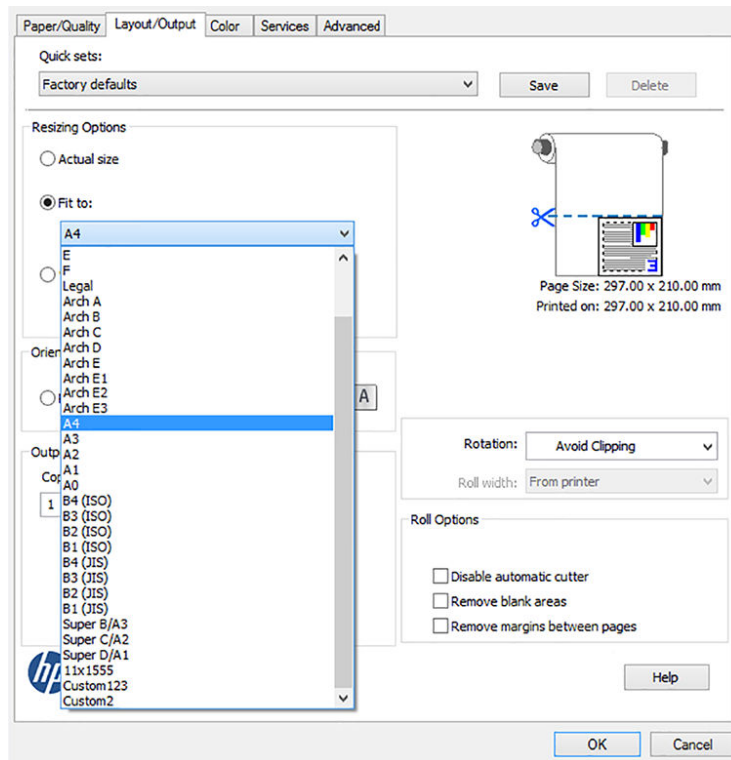 Paper/Quality Layout/Output Color Services Advanced
Quick sets:
Factory defaults Save Delete
Resizing Options
Actual size
Fit to:
A4
E
F
Legal
Arch A
Arch B
Arch C
Arch D
Arch E
Arch E1
Arch E2
Arch E3
A4
A3
A2
A1
A0
B4 (ISO)
B3 (ISO)
B2 (ISO)
B1 (ISO)
B4 (JIS)
B3 (JIS)
B2 (JIS)
B1 (JIS)
Super B/A3
Super C/A2
Super D/A1
11x1555
Custom123
Custom2
Page Size: 297.00 x 210.00 mm
Printed on: 297.00 x 210.00 mm
Orien
A
Outp
Cop
1
Rotation: Avoid Clipping
Roll width: From printer
Roll Options
Disable automatic cutter
Remove blank areas
Remove margins between pages
hp
Help
OK Cancel